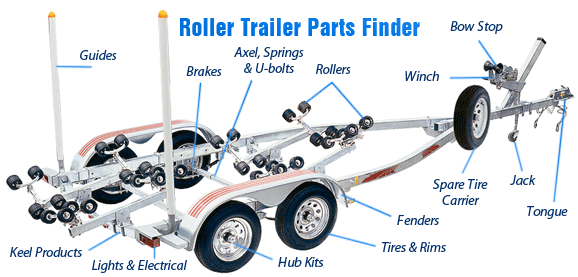 Roller Trailer Parts Finder
Bow Stop
Guides
Axel, Springs
& U-bolts
Brakes
Rollers
Winch
Spare Tire
Carrier
Jack
Tongue
Fenders
Tires & Rims
Hub Kits
Lights & Electrical
Keel Products